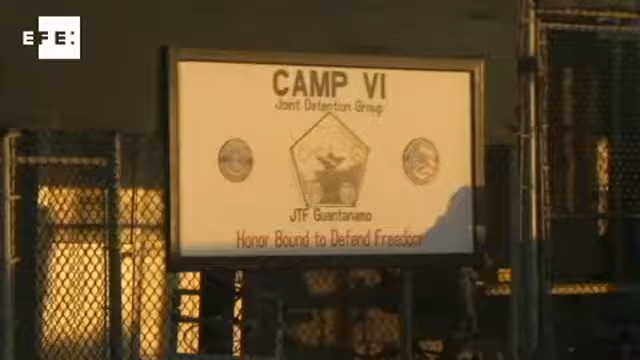 EFE:
CAMP VI
Joint Detention Group
JTF Guantanamo
Honor Bound to Defend Freedom